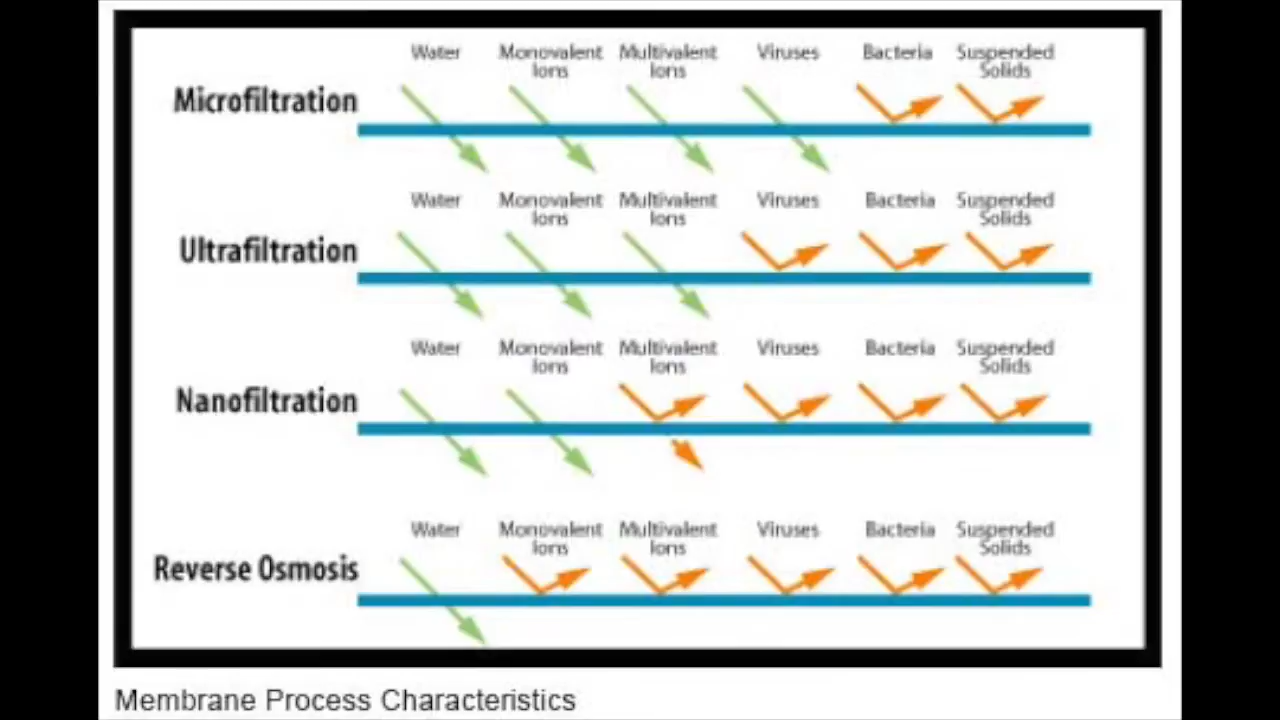 Water Monovalent Ions Multivalent Ions Viruses Bacteria Suspended Solids
Microfiltration
Water Monovalent Ions Multivalent Ions Viruses Bacteria Suspended Solids
Ultrafiltration
Water Monovalent Ions Multivalent Ions Viruses Bacteria Suspended Solids
Nanofiltration
Water Monovalent Ions Multivalent Ions Viruses Bacteria Suspended Solids
Reverse Osmosis
Membrane Process Characteristics